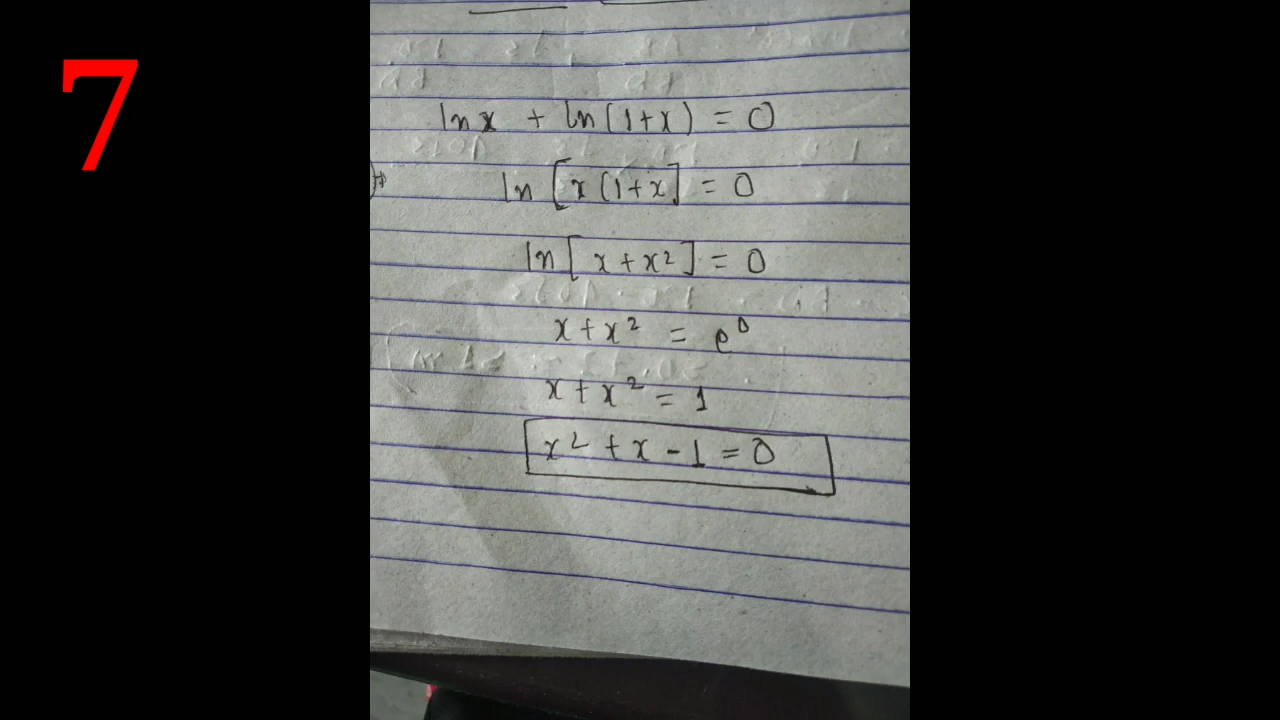 7
ln x + ln(1+x) = 0
ln [x(1+x] = 0
ln [x+x²] = 0
x + x² = e⁰
x + x² = 1
x² + x - 1 = 0